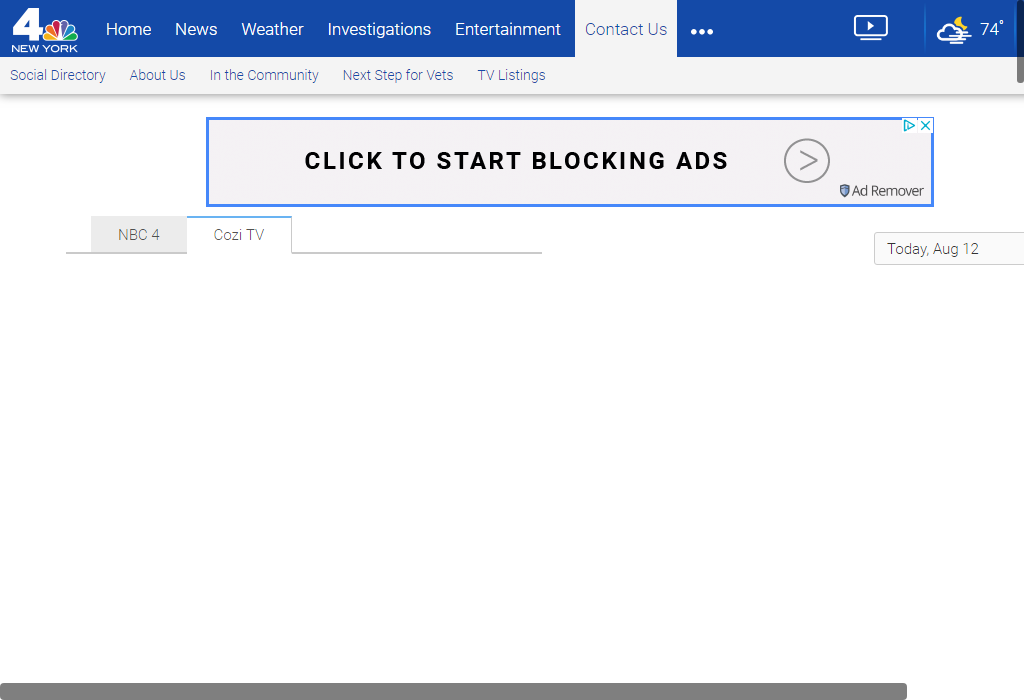 4
NEW YORK
Home News Weather Investigations Entertainment Contact Us
74°
Social Directory About Us In the Community Next Step for Vets TV Listings
CLICK TO START BLOCKING ADS
Ad Remover
NBC 4 Cozi TV
Today, Aug 12